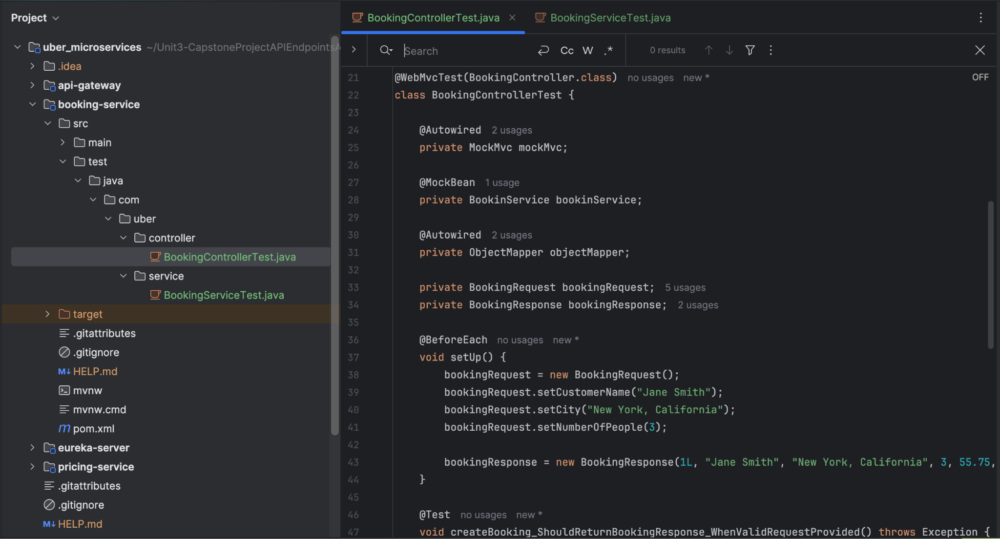 Project
uber_microservices ~/Unit3-CapstoneProjectAPIEndpointsA
.idea
api-gateway
booking-service
src
main
test
java
com
uber
controller
BookingControllerTest.java
service
BookingServiceTest.java
target
.gitattributes
.gitignore
M↓ HELP.md
mvnw
mvnw.cmd
m pom.xml
eureka-server
pricing-service
.gitattributes
.gitignore
M↓ HELP.md
BookingControllerTest.java
BookingServiceTest.java
Search Cc W .* 0 results
OFF
21 @WebMvcTest(BookingController.class) no usages new *
22 class BookingControllerTest {
23
24 @Autowired 2 usages
25 private MockMvc mockMvc;
26
27 @MockBean 1 usage
28 private BookinService bookinService;
29
30 @Autowired 2 usages
31 private ObjectMapper objectMapper;
32
33 private BookingRequest bookingRequest; 5 usages
34 private BookingResponse bookingResponse; 2 usages
35
36 @BeforeEach no usages new *
37 void setUp() {
38 bookingRequest = new BookingRequest();
39 bookingRequest.setCustomerName("Jane Smith");
40 bookingRequest.setCity("New York, California");
41 bookingRequest.setNumberOfPeople(3);
42
43 bookingResponse = new BookingResponse(1L, "Jane Smith", "New York, California", 3, 55.75,
44 }
45
46 @Test no usages new *
47 void createBooking_ShouldReturnBookingResponse_WhenValidRequestProvided() throws Exception {